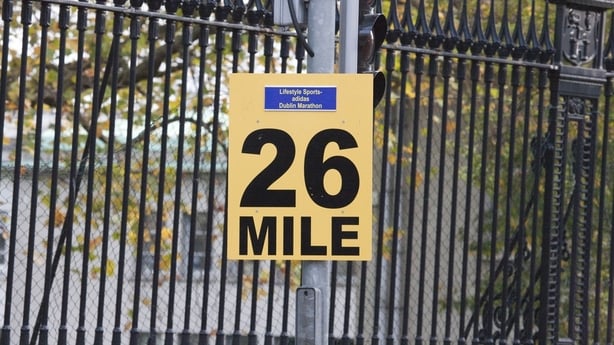 Lifestyle Sports-
adidas
Dublin Marathon
26
MILE